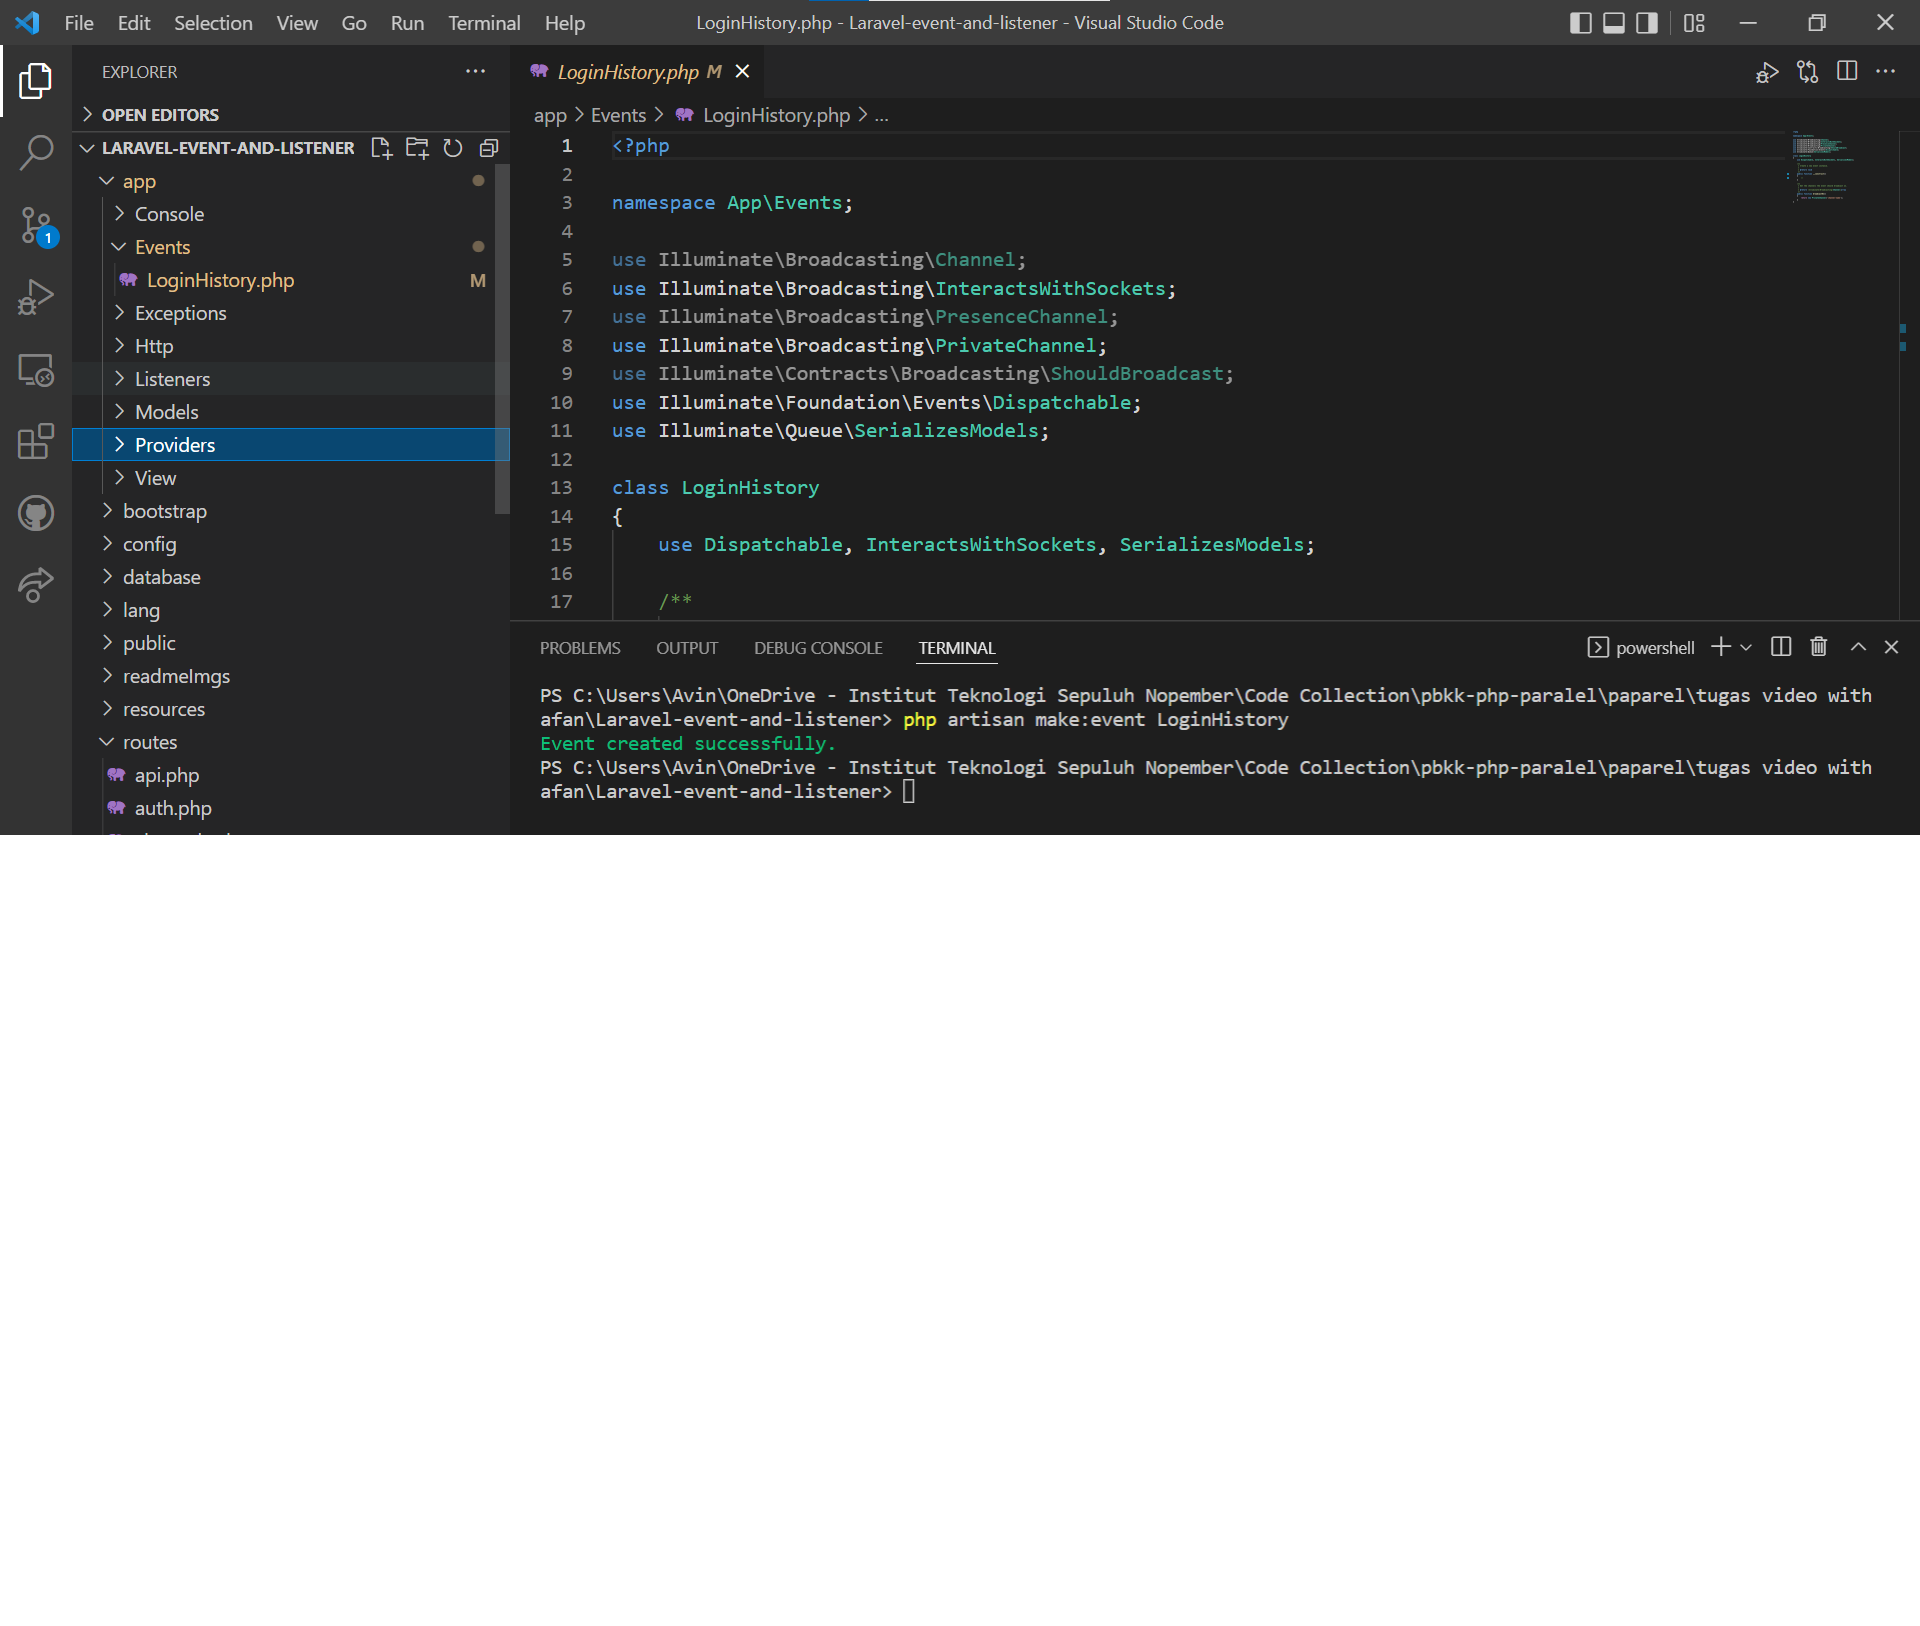 File Edit Selection View Go Run Terminal Help LoginHistory.php - Laravel-event-and-listener - Visual Studio Code
EXPLORER
OPEN EDITORS
LARAVEL-EVENT-AND-LISTENER
app
Console
Events
LoginHistory.php M
Exceptions
Http
Listeners
Models
Providers
View
bootstrap
config
database
lang
public
readmeImgs
resources
routes
api.php
auth.php
1
LoginHistory.php M
app > Events > LoginHistory.php > ...
1 <?php
2
3 namespace App\Events;
4
5 use Illuminate\Broadcasting\Channel;
6 use Illuminate\Broadcasting\InteractsWithSockets;
7 use Illuminate\Broadcasting\PresenceChannel;
8 use Illuminate\Broadcasting\PrivateChannel;
9 use Illuminate\Contracts\Broadcasting\ShouldBroadcast;
10 use Illuminate\Foundation\Events\Dispatchable;
11 use Illuminate\Queue\SerializesModels;
12
13 class LoginHistory
14 {
15 use Dispatchable, InteractsWithSockets, SerializesModels;
16
17 /**
PROBLEMS OUTPUT DEBUG CONSOLE TERMINAL powershell
PS C:\Users\Avin\OneDrive - Institut Teknologi Sepuluh Nopember\Code Collection\pbkk-php-paralel\paparel\tugas video with
afan\Laravel-event-and-listener> php artisan make:event LoginHistory
Event created successfully.
PS C:\Users\Avin\OneDrive - Institut Teknologi Sepuluh Nopember\Code Collection\pbkk-php-paralel\paparel\tugas video with
afan\Laravel-event-and-listener>